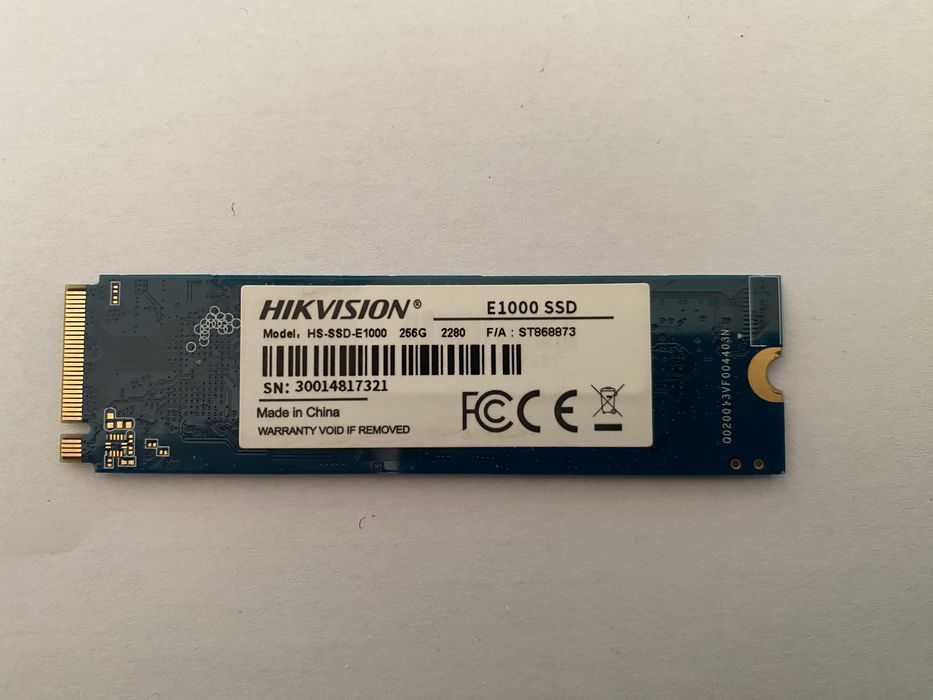 HIKVISION®
E1000 SSD
Model: HS-SSD-E1000 256G 2280 F/A : ST868873
SN: 30014817321
Made in China
WARRANTY VOID IF REMOVED
FC CE
0020013VF004403N